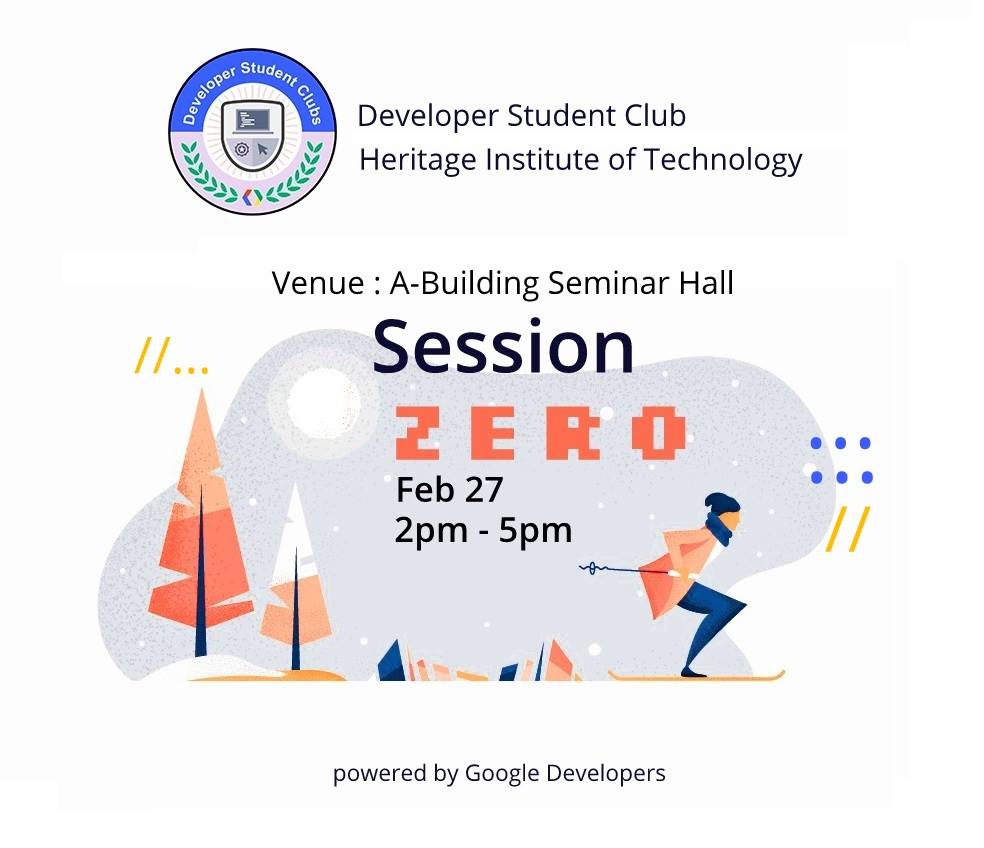 Developer Student Clubs
Developer Student Club
Heritage Institute of Technology
Venue : A-Building Seminar Hall
Session
//...
ZERO
Feb 27
2pm - 5pm
//
powered by Google Developers